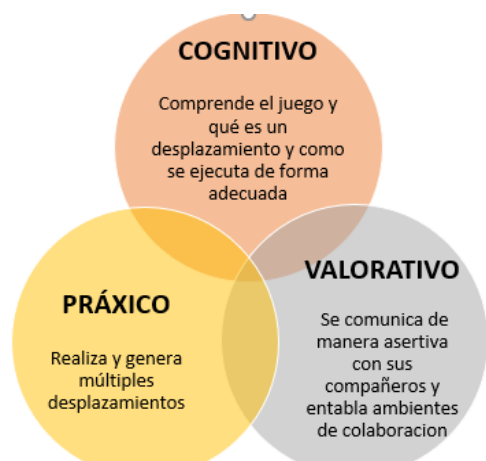 COGNITIVO
Comprende el juego y
qué es un
desplazamiento y como
se ejecuta de forma
adecuada
PRÁXICO
Realiza y genera
múltiples
desplazamientos
VALORATIVO
Se comunica de
manera asertiva
con sus
compañeros y
entabla ambientes
de colaboracion